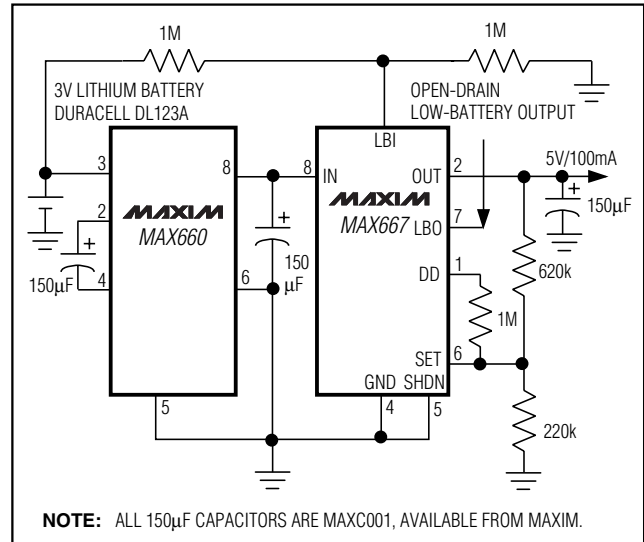 1M
1M
3V LITHIUM BATTERY
DURACELL DL123A
OPEN-DRAIN
LOW-BATTERY OUTPUT
LBI
3
8
8
IN
OUT
2
5V/100mA
MAXIM
MAX660
MAXIM
MAX667
2
4
150µF
6
150
µF
LBO
7
150µF
DD
1
620k
1M
SET
6
GND
SHDN
5
4
5
220k
NOTE: ALL 150µF CAPACITORS ARE MAXC001, AVAILABLE FROM MAXIM.